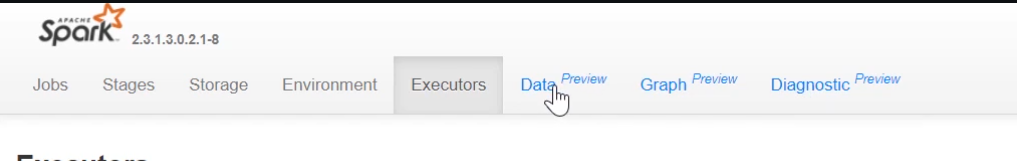 APACHE
Spark 2.3.1.3.0.2.1-8
Jobs Stages Storage Environment Executors Data Preview Graph Preview Diagnostic Preview
Executors